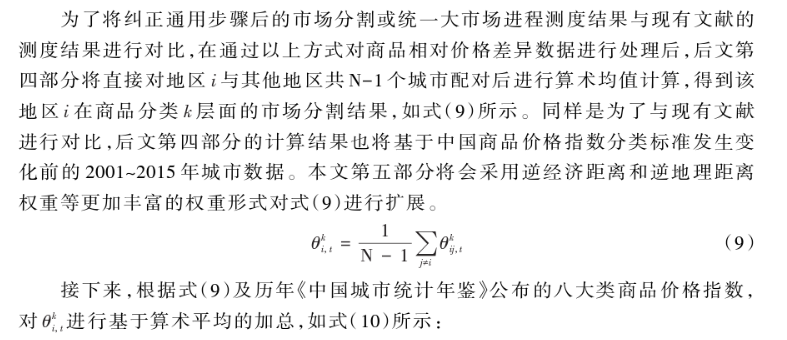 为了将纠正通用步骤后的市场分割或统一大市场进程测度结果与现有文献的
测度结果进行对比,在通过以上方式对商品相对价格差异数据进行处理后,后文第
四部分将直接对地区 i 与其他地区共 N-1 个城市配对后进行算术均值计算,得到该
地区 i 在商品分类 k 层面的市场分割结果,如式(9)所示。同样是为了与现有文献
进行对比,后文第四部分的计算结果也将基于中国商品价格指数分类标准发生变
化前的 2001~2015 年城市数据。本文第五部分将会采用逆经济距离和逆地理距离
权重等更加丰富的权重形式对式(9)进行扩展。
θ^k_{i,t} = \frac{1}{N-1} ∑_{j≠i} θ^k_{ij,t} (9)
接下来,根据式(9)及历年《中国城市统计年鉴》公布的八大类商品价格指数,
对 θ^k_{i,t} 进行基于算术平均的加总,如式(10)所示: